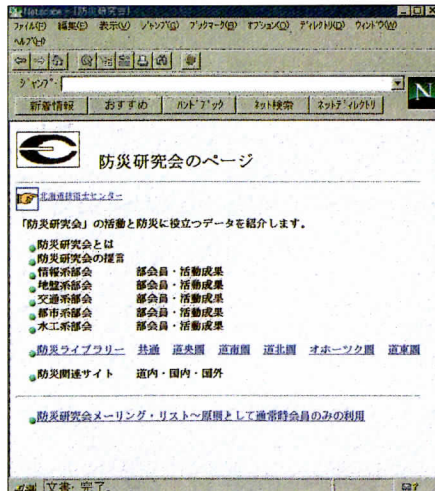 Netscape - [防災研究会]
ファイル(F) 編集(E) 表示(V) ジャンプ(G) ブックマーク(B) オプション(O) ディレクトリ(D) ウィンドウ(W)
ヘルプ(H)
ジャンプ:
新着情報 おすすめ ハンドブック ネット検索 ネットディレクトリ
N
防災研究会のページ
北海道技術士センター
「防災研究会」の活動と防災に役立つデータを紹介します。
防災研究会とは
防災研究会の提言
情報系部会 部会員・活動成果
地盤系部会 部会員・活動成果
交通系部会 部会員・活動成果
都市系部会 部会員・活動成果
水工系部会 部会員・活動成果
防災ライブラリー 共通 道央圏 道南圏 道北圏 オホーツク圏 道東圏
防災関連サイト 道内・国内・国外
防災研究会メーリング・リスト～原則として通常時会員のみの利用
文書: 完了